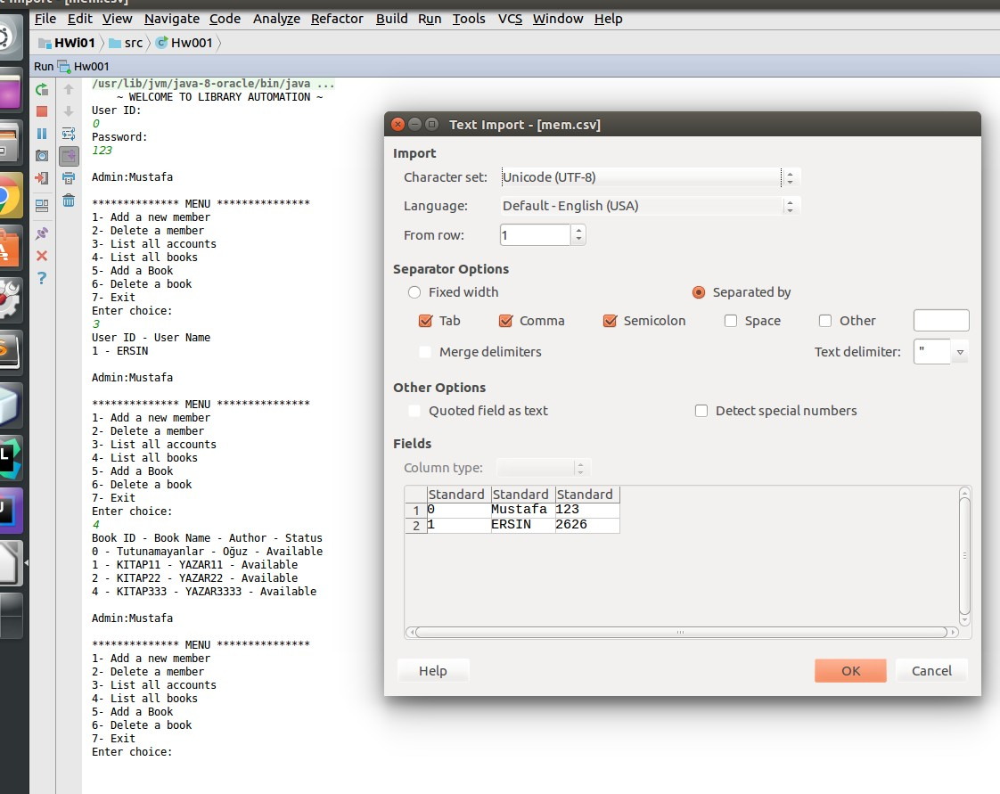 t Import - [mem.csv]
File Edit View Navigate Code Analyze Refactor Build Run Tools VCS Window Help
HWi01 src Hw001
Run Hw001
/usr/lib/jvm/java-8-oracle/bin/java ...
~ WELCOME TO LIBRARY AUTOMATION ~
User ID:
0
Password:
123
Admin:Mustafa
************** MENU ***************
1- Add a new member
2- Delete a member
3- List all accounts
4- List all books
5- Add a Book
6- Delete a book
7- Exit
Enter choice:
3
User ID - User Name
1 - ERSIN
Admin:Mustafa
************** MENU ***************
1- Add a new member
2- Delete a member
3- List all accounts
4- List all books
5- Add a Book
6- Delete a book
7- Exit
Enter choice:
4
Book ID - Book Name - Author - Status
0 - Tutunamayanlar - Oğuz - Available
1 - KITAP11 - YAZAR11 - Available
2 - KITAP22 - YAZAR22 - Available
4 - KITAP333 - YAZAR3333 - Available
Admin:Mustafa
************** MENU ***************
1- Add a new member
2- Delete a member
3- List all accounts
4- List all books
5- Add a Book
6- Delete a book
7- Exit
Enter choice:
Text Import - [mem.csv]
Import
Character set: Unicode (UTF-8)
Language: Default - English (USA)
From row: 1
Separator Options
Fixed width Separated by
Tab Comma Semicolon Space Other
Merge delimiters Text delimiter: "
Other Options
Quoted field as text Detect special numbers
Fields
Column type:
Standard Standard Standard
1 0 Mustafa 123
2 1 ERSIN 2626
Help OK Cancel